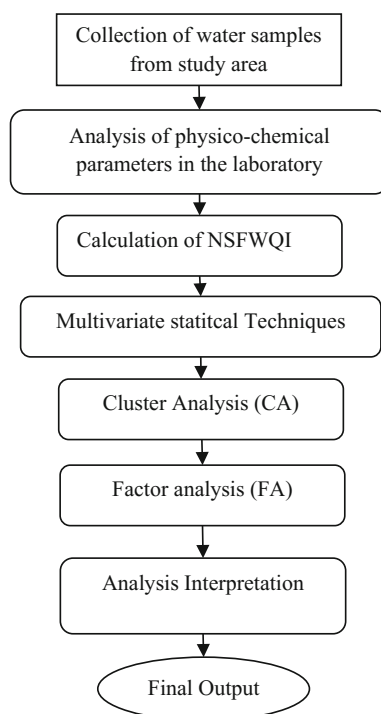 Collection of water samples
from study area
Analysis of physico-chemical
parameters in the laboratory
Calculation of NSFWQI
Multivariate statitcal Techniques
Cluster Analysis (CA)
Factor analysis (FA)
Analysis Interpretation
Final Output